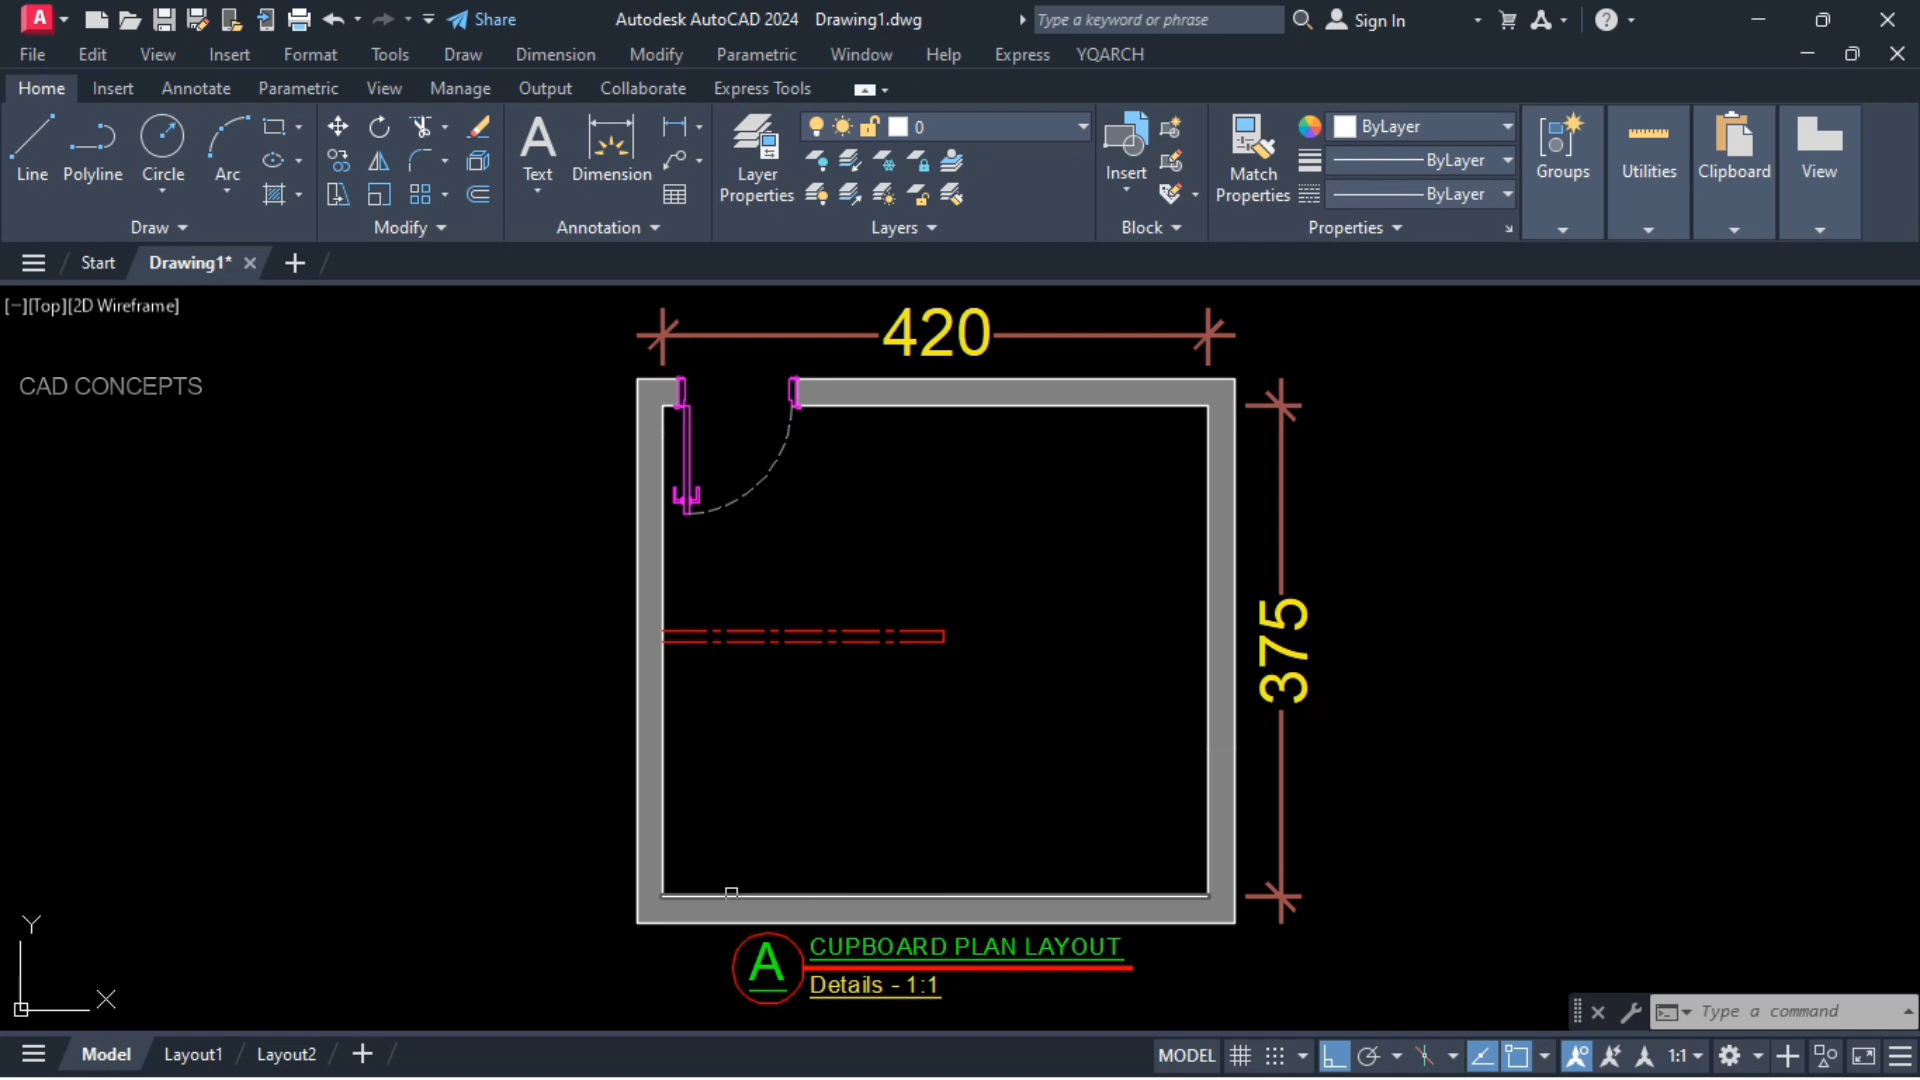 A Share Autodesk AutoCAD 2024 Drawing1.dwg Type a keyword or phrase Sign In
File Edit View Insert Format Tools Draw Dimension Modify Parametric Window Help Express YQARCH
Home Insert Annotate Parametric View Manage Output Collaborate Express Tools
0 ByLayer
Line Polyline Circle Arc Text Dimension Layer Properties Insert Match Properties ByLayer Groups Utilities Clipboard View
ByLayer
Draw Modify Annotation Layers Block Properties
Start Drawing1*
[−][Top][2D Wireframe]
420
CAD CONCEPTS
375
A CUPBOARD PLAN LAYOUT
Details - 1:1
Y
X
Type a command
Model Layout1 Layout2 MODEL 1:1